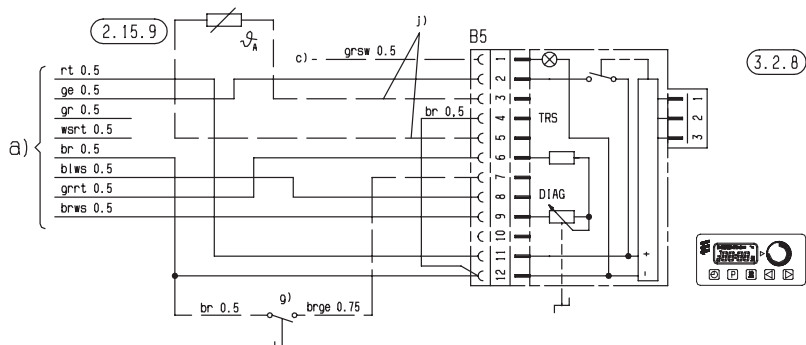 2.15.9
ϑA
j)
B5
c)
grsw 0.5
3.2.8
a)
rt 0.5
ge 0.5
gr 0.5
wsrt 0.5
br 0.5
blws 0.5
grrt 0.5
brws 0.5
br 0.5
1
2
3
4
5
6
7
8
9
10
11
12
TRS
DIAG
+
-
1
2
3
br 0.5
g)
brge 0.75
P